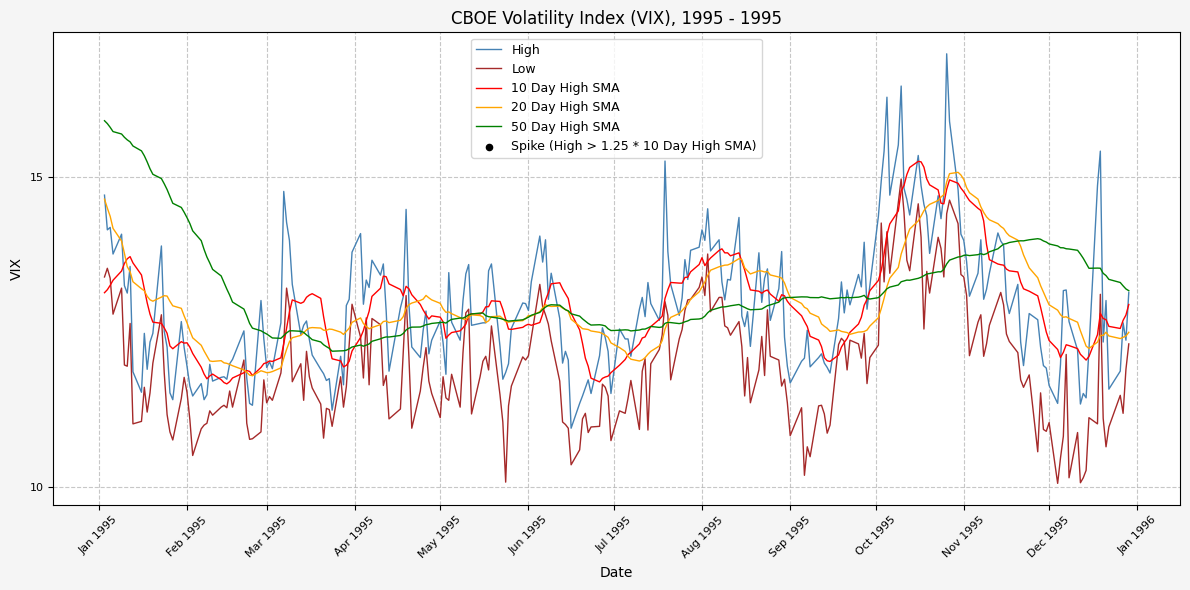 CBOE Volatility Index (VIX), 1995 - 1995
High
Low
10 Day High SMA
20 Day High SMA
50 Day High SMA
Spike (High > 1.25 * 10 Day High SMA)
VIX
15
10
Jan 1995
Feb 1995
Mar 1995
Apr 1995
May 1995
Jun 1995
Jul 1995
Aug 1995
Sep 1995
Oct 1995
Nov 1995
Dec 1995
Jan 1996
Date